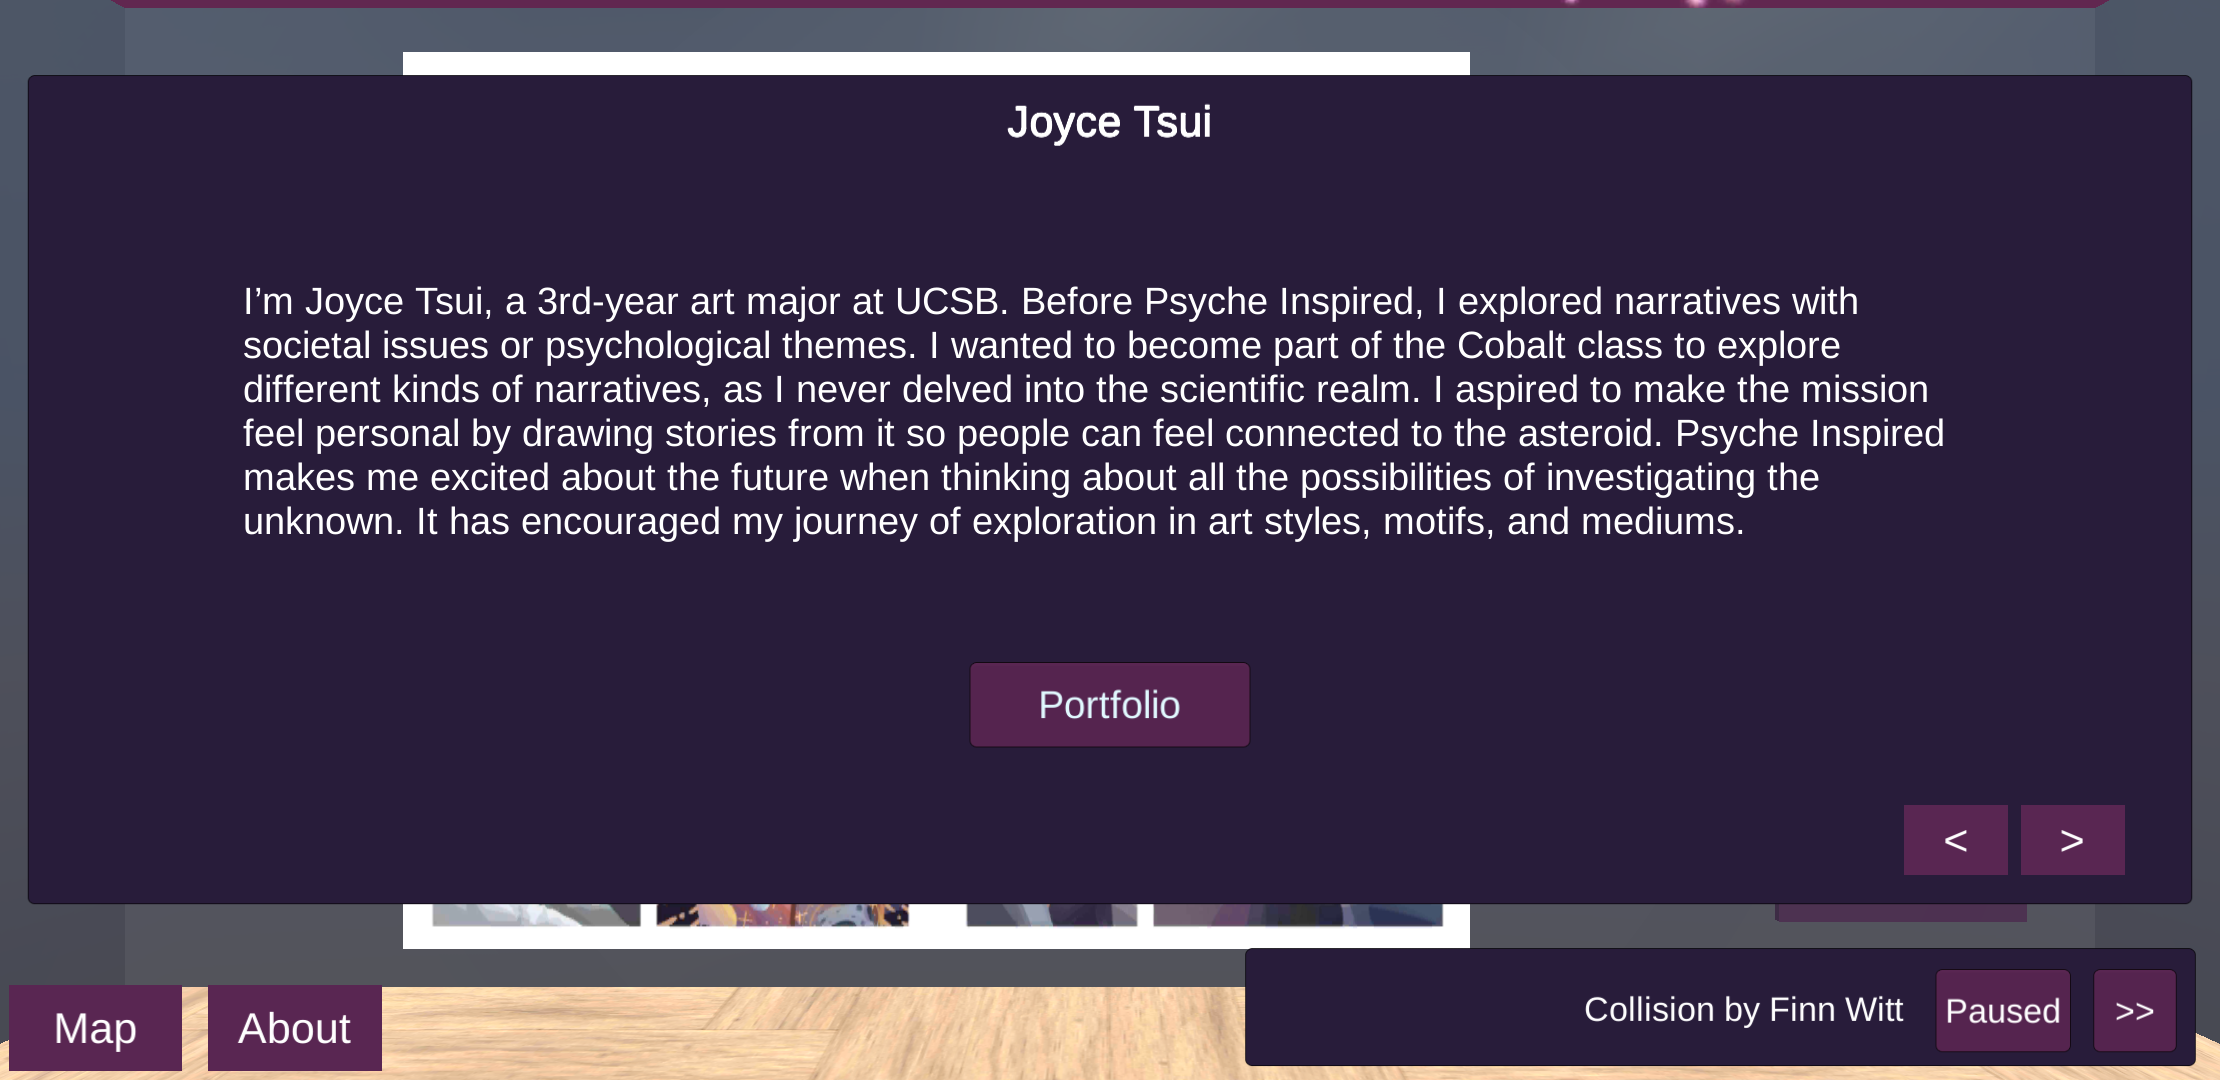 Joyce Tsui
I’m Joyce Tsui, a 3rd-year art major at UCSB. Before Psyche Inspired, I explored narratives with
societal issues or psychological themes. I wanted to become part of the Cobalt class to explore
different kinds of narratives, as I never delved into the scientific realm. I aspired to make the mission
feel personal by drawing stories from it so people can feel connected to the asteroid. Psyche Inspired
makes me excited about the future when thinking about all the possibilities of investigating the
unknown. It has encouraged my journey of exploration in art styles, motifs, and mediums.
Portfolio
< >
Collision by Finn Witt Paused >>
Map About